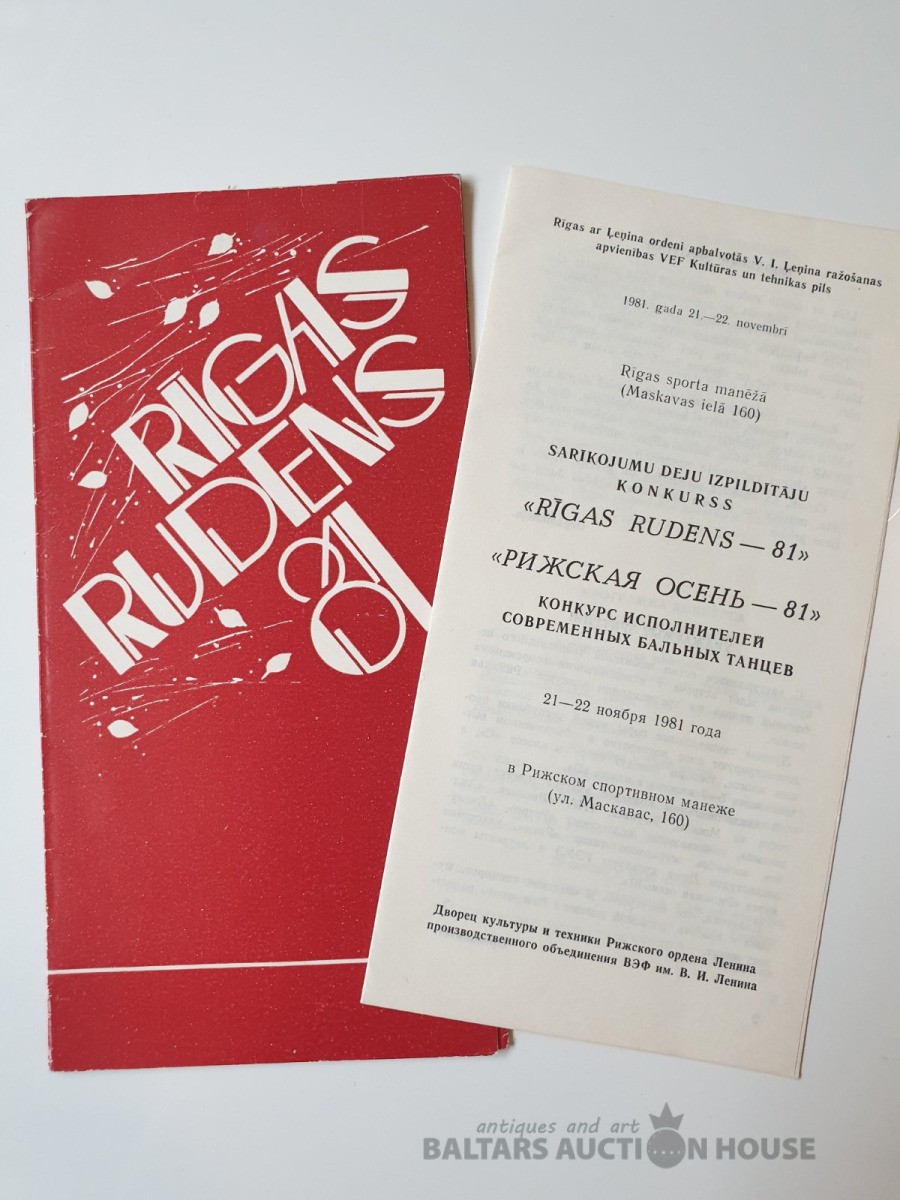 RĪGAS
RUDENS
81
Rīgas ar Ļeņina ordeni apbalvotās V. I. Ļeņina ražošanas
apvienības VEF Kultūras un tehnikas pils
1981. gada 21.—22. novembrī
Rīgas sporta manēžā
(Maskavas ielā 160)
SARĪKOJUMU DEJU IZPILDĪTĀJU
KONKURSS
«RĪGAS RUDENS — 81»
«РИЖСКАЯ ОСЕНЬ — 81»
КОНКУРС ИСПОЛНИТЕЛЕЙ
СОВРЕМЕННЫХ БАЛЬНЫХ ТАНЦЕВ
21—22 ноября 1981 года
в Рижском спортивном манеже
(ул. Маскавас, 160)
Дворец культуры и техники Рижского ордена Ленина
производственного объединения ВЭФ им. В. И. Ленина
antiques and art
BALTARS AUCTION HOUSE